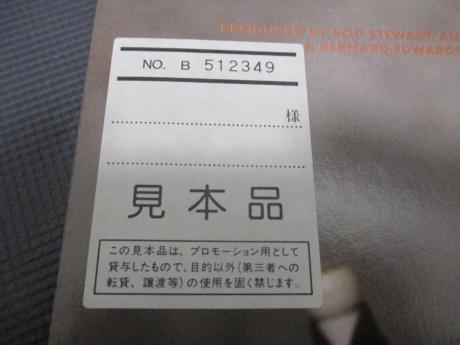 PRODUCED BY ROD STEWART, AN
& BERNARD EDWARDS
NO. B 512349
様
見本品
この見本品は、プロモーション用として
貸与したもので、目的以外(第三者への
転貸、譲渡等)の使用を固く禁じます。